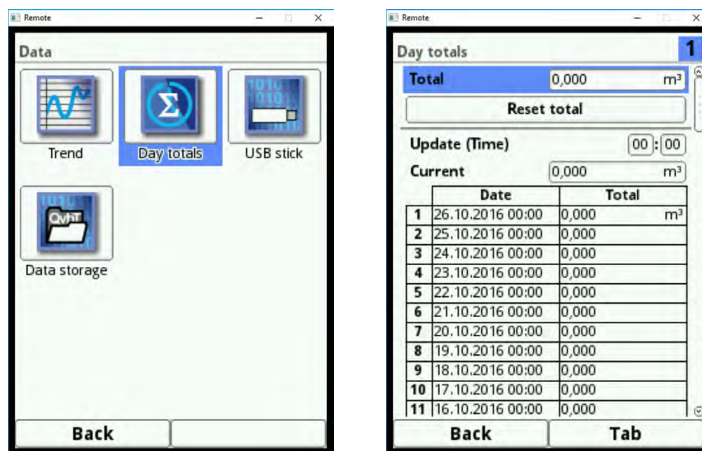 Remote
Data
1010
1010
Trend
Day totals
USB stick
1010
QvhT
Data storage
Back
Remote
Day totals 1
Total 0,000 m³
Reset total
Update (Time) 00:00
Current 0,000 m³
Date Total
1 26.10.2016 00:00 0,000 m³
2 25.10.2016 00:00 0,000
3 24.10.2016 00:00 0,000
4 23.10.2016 00:00 0,000
5 22.10.2016 00:00 0,000
6 21.10.2016 00:00 0,000
7 20.10.2016 00:00 0,000
8 19.10.2016 00:00 0,000
9 18.10.2016 00:00 0,000
10 17.10.2016 00:00 0,000
11 16.10.2016 00:00 0,000
Back Tab